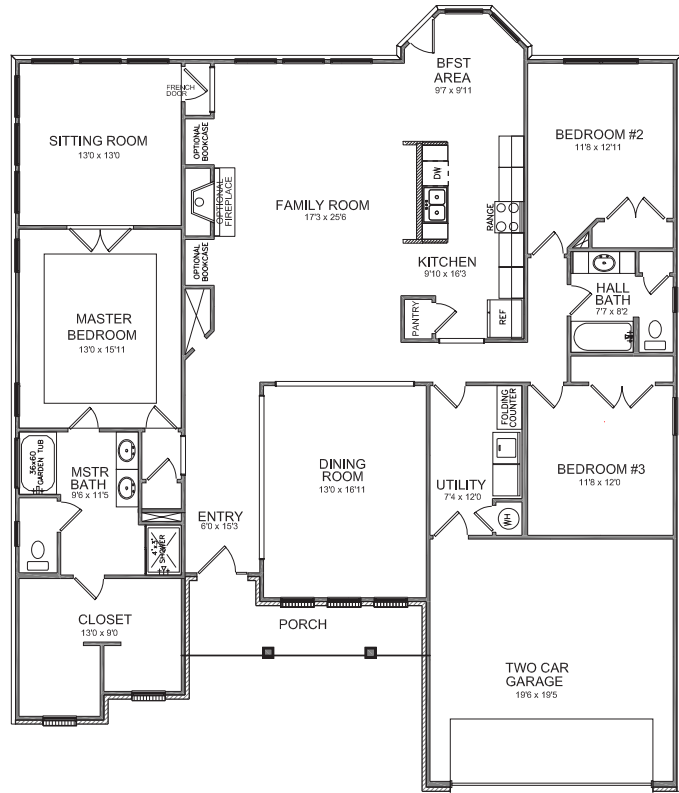 BFST
AREA
9'7 x 9'11
FRENCH
DOOR
SITTING ROOM
13'0 x 13'0
OPTIONAL
BOOKCASE
BEDROOM #2
11'8 x 12'11
DW
OPTIONAL
FIREPLACE
FAMILY ROOM
17'3 x 25'6
RANGE
OPTIONAL
BOOKCASE
KITCHEN
9'10 x 16'3
HALL
BATH
7'7 x 8'2
MASTER
BEDROOM
13'0 x 15'11
PANTRY
REF
FOLDING
COUNTER
36x60
GARDEN TUB
MSTR
BATH
9'6 x 11'5
DINING
ROOM
13'0 x 16'11
UTILITY
7'4 x 12'0
BEDROOM #3
11'8 x 12'0
ENTRY
6'0 x 15'3
WH
4'x3'
SHOWER
CLOSET
13'0 x 9'0
PORCH
TWO CAR
GARAGE
19'6 x 19'5